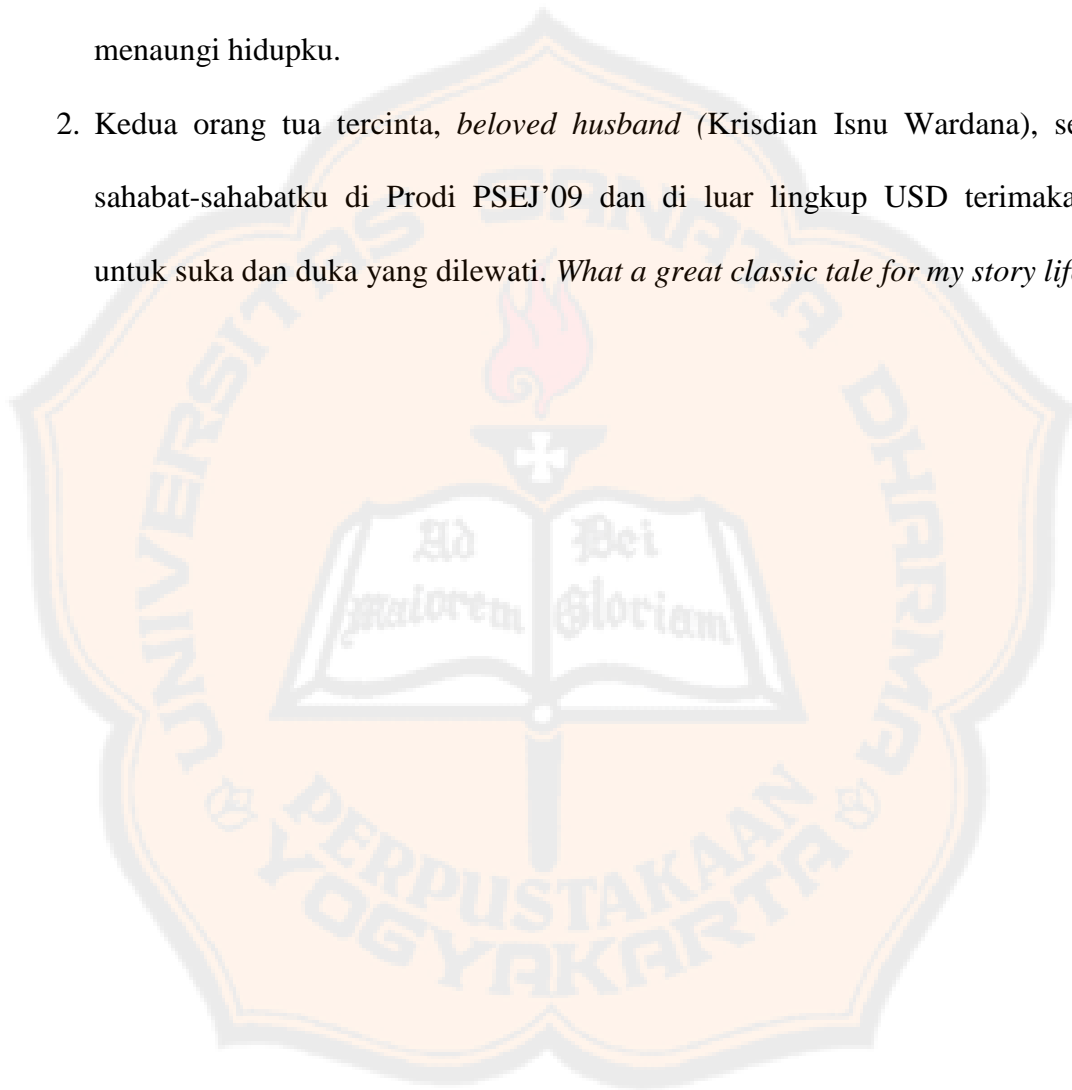 menaungi hidupku.
2. Kedua orang tua tercinta, beloved husband (Krisdian Isnu Wardana), se
sahabat-sahabatku di Prodi PSEJ’09 dan di luar lingkup USD terimaka
untuk suka dan duka yang dilewati. What a great classic tale for my story life
UNIVERSITAS SANATA DHARMA
Ad Dei
Maiorem Gloriam
PERPUSTAKAAN
YOGYAKARTA